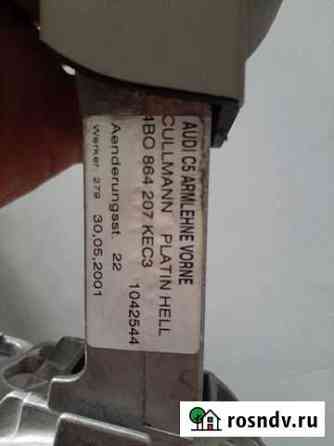 AUDI C5 ARMLEHNE VORNE
CULLMANN PLATIN HELL
4BO 864 207 KEC3
1042544
Aenderungsst. 22
30.05.2001
Werker 279
rosndv.ru